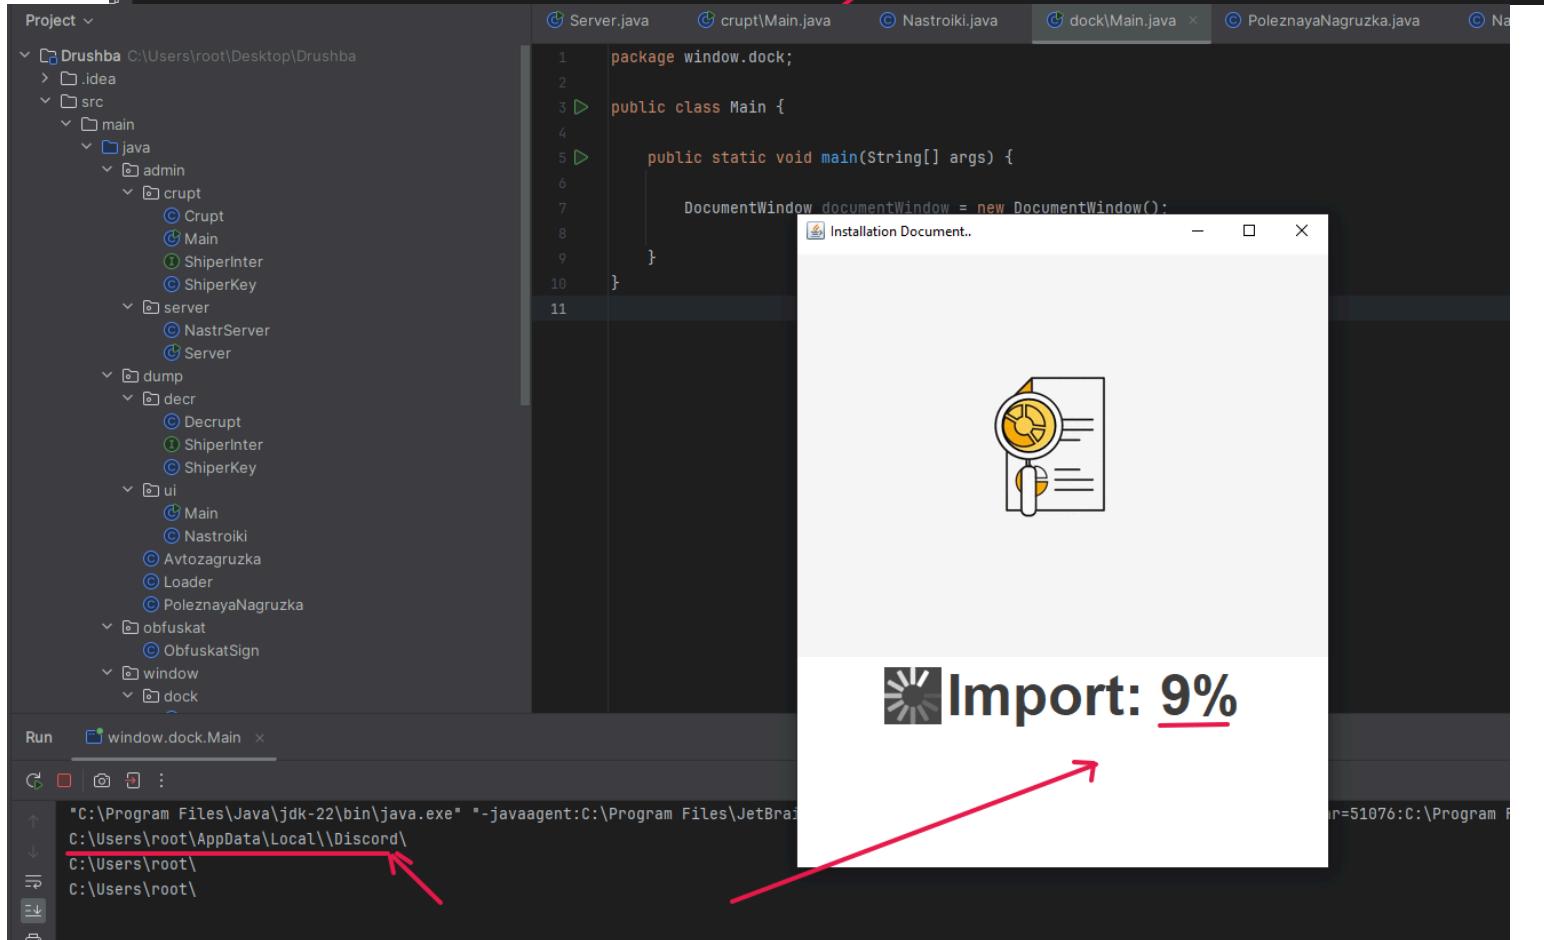 Project
Server.java crupt\Main.java Nastroiki.java dock\Main.java PoleznayaNagruzka.java Na
Drushba C:\Users\root\Desktop\Drushba
.idea
src
main
java
admin
crupt
Crupt
Main
ShiperInter
ShiperKey
server
NastrServer
Server
dump
decr
Decrupt
ShiperInter
ShiperKey
ui
Main
Nastroiki
Avtozagruzka
Loader
PoleznayaNagruzka
obfuskat
ObfuskatSign
window
dock
1 package window.dock;
2
3 public class Main {
4
5 public static void main(String[] args) {
6
7 DocumentWindow documentWindow = new DocumentWindow();
8
9 }
10 }
11
Installation Document..
Import: 9%
Run window.dock.Main
"C:\Program Files\Java\jdk-22\bin\java.exe" "-javaagent:C:\Program Files\JetBrai r=51076:C:\Program F
C:\Users\root\AppData\Local\\Discord\
C:\Users\root\
C:\Users\root\